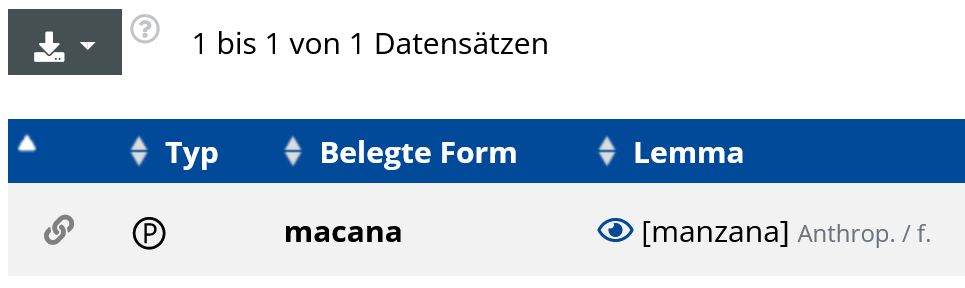 ? 1 bis 1 von 1 Datensätzen
Typ Belegte Form Lemma
P macana [manzana] Anthrop. / f.